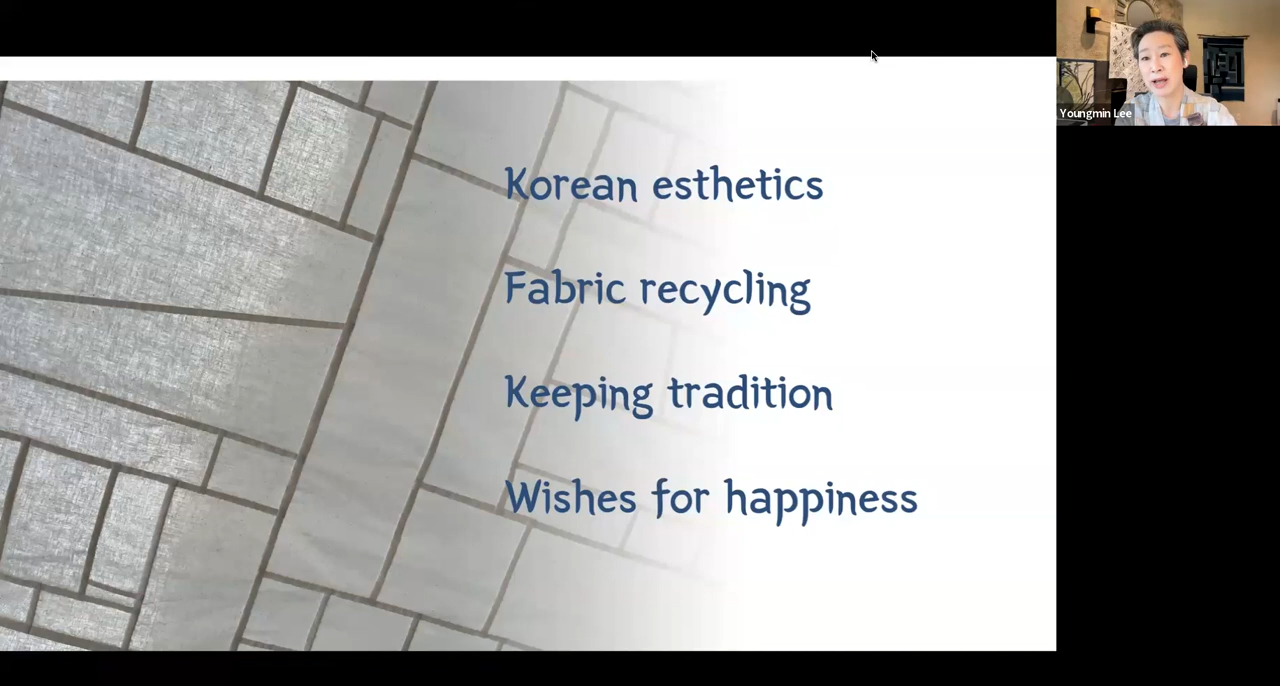 Korean esthetics
Fabric recycling
Keeping tradition
Wishes for happiness
Youngmin Lee